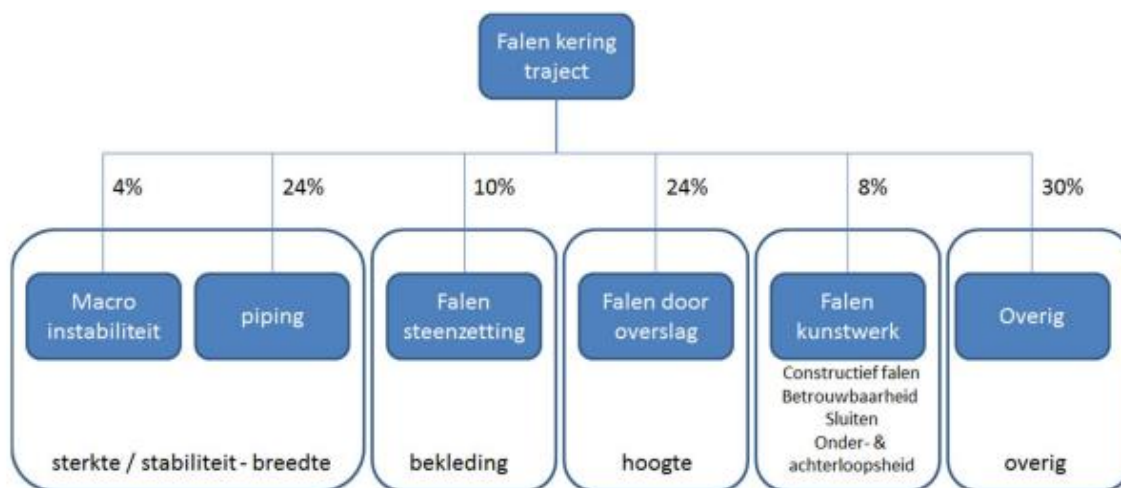 Falen kering
traject
4%
24%
10%
24%
8%
30%
Macro
instabiliteit
piping
Falen
steenzetting
Falen door
overslag
Falen
kunstwerk
Overig
Constructief falen
Betrouwbaarheid
Sluiten
Onder- &
achterloopsheid
sterkte / stabiliteit - breedte
bekleding
hoogte
overig